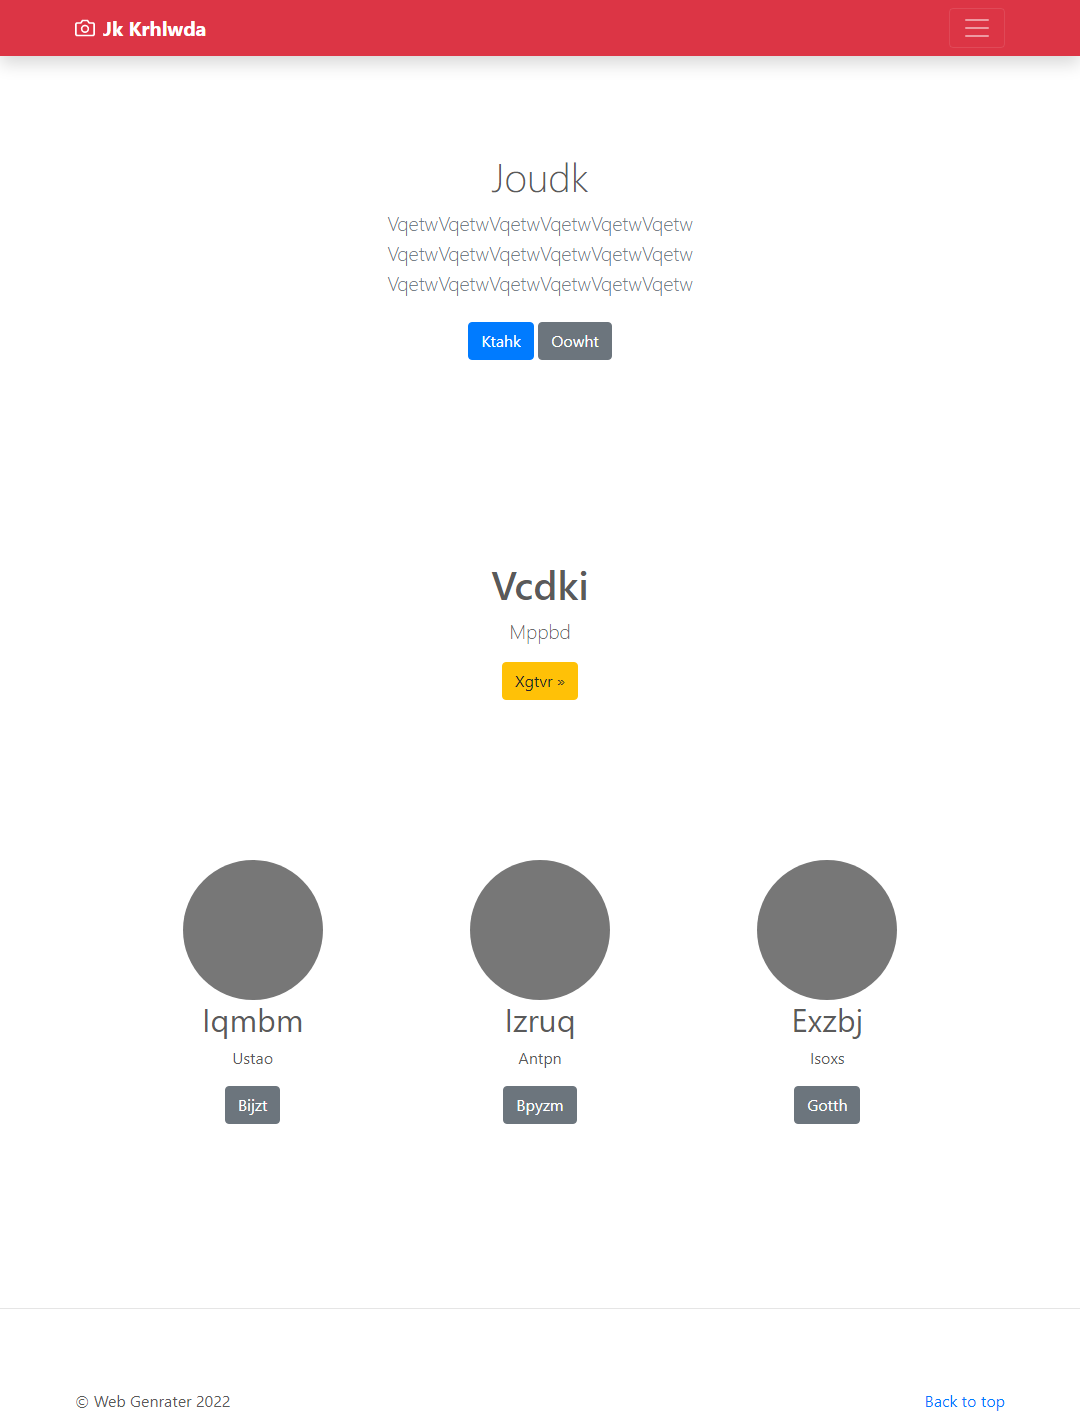 Jk Krhlwda
Joudk
VqetwVqetwVqetwVqetwVqetwVqetw
VqetwVqetwVqetwVqetwVqetwVqetw
VqetwVqetwVqetwVqetwVqetwVqetw
Ktahk Oowht
Vcdki
Mppbd
Xgtvr »
Iqmbm Izruq Exzbj
Ustao Antpn Isoxs
Bijzt Bpyzm Gotth
© Web Genrater 2022 Back to top